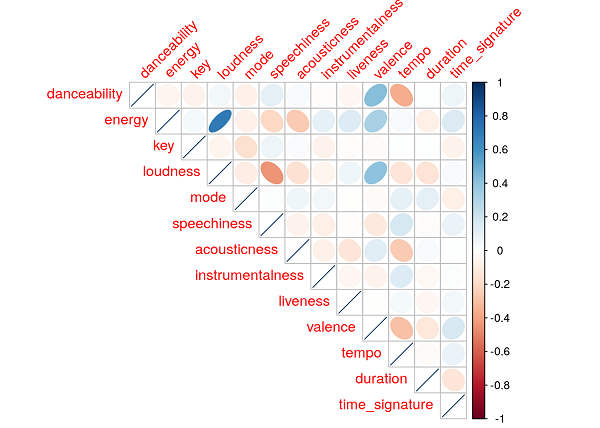 danceability
energy
key
loudness
mode
speechiness
acousticness
instrumentalness
liveness
valence
tempo
duration
time_signature
danceability
energy
key
loudness
mode
speechiness
acousticness
instrumentalness
liveness
valence
tempo
duration
time_signature
1
0.8
0.6
0.4
0.2
0
-0.2
-0.4
-0.6
-0.8
-1